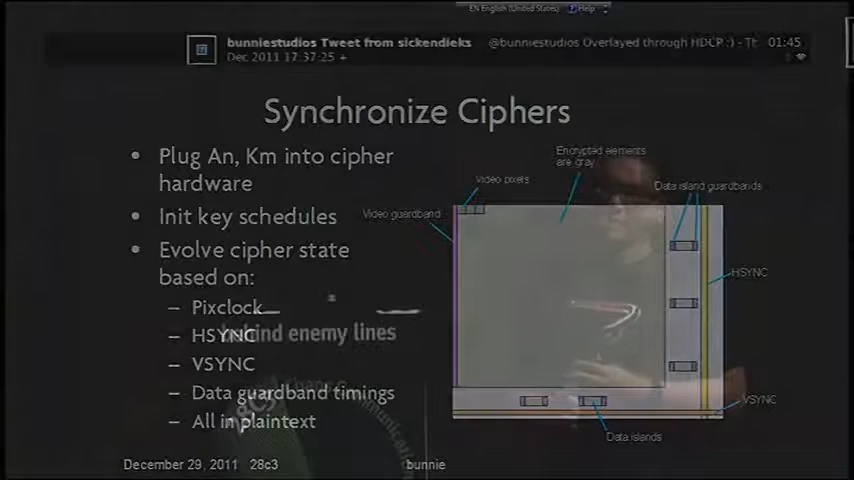 EN English (United States) Help
bunniestudios Tweet from sickendieks @bunniestudios Overlayed through HDCP :) - Th 01:45
Dec 2011 17:37:25 +
Synchronize Ciphers
• Plug An, Km into cipher
hardware
• Init key schedules
• Evolve cipher state
based on:
– Pixclock
– HSYNC
– VSYNC
– Data guardband timings
– All in plaintext
Encrypted elements
are gray
Video pixels
Data island guardbands
Video guardband
HSYNC
VSYNC
Data islands
behind enemy lines
December 29, 2011 28c3 bunnie